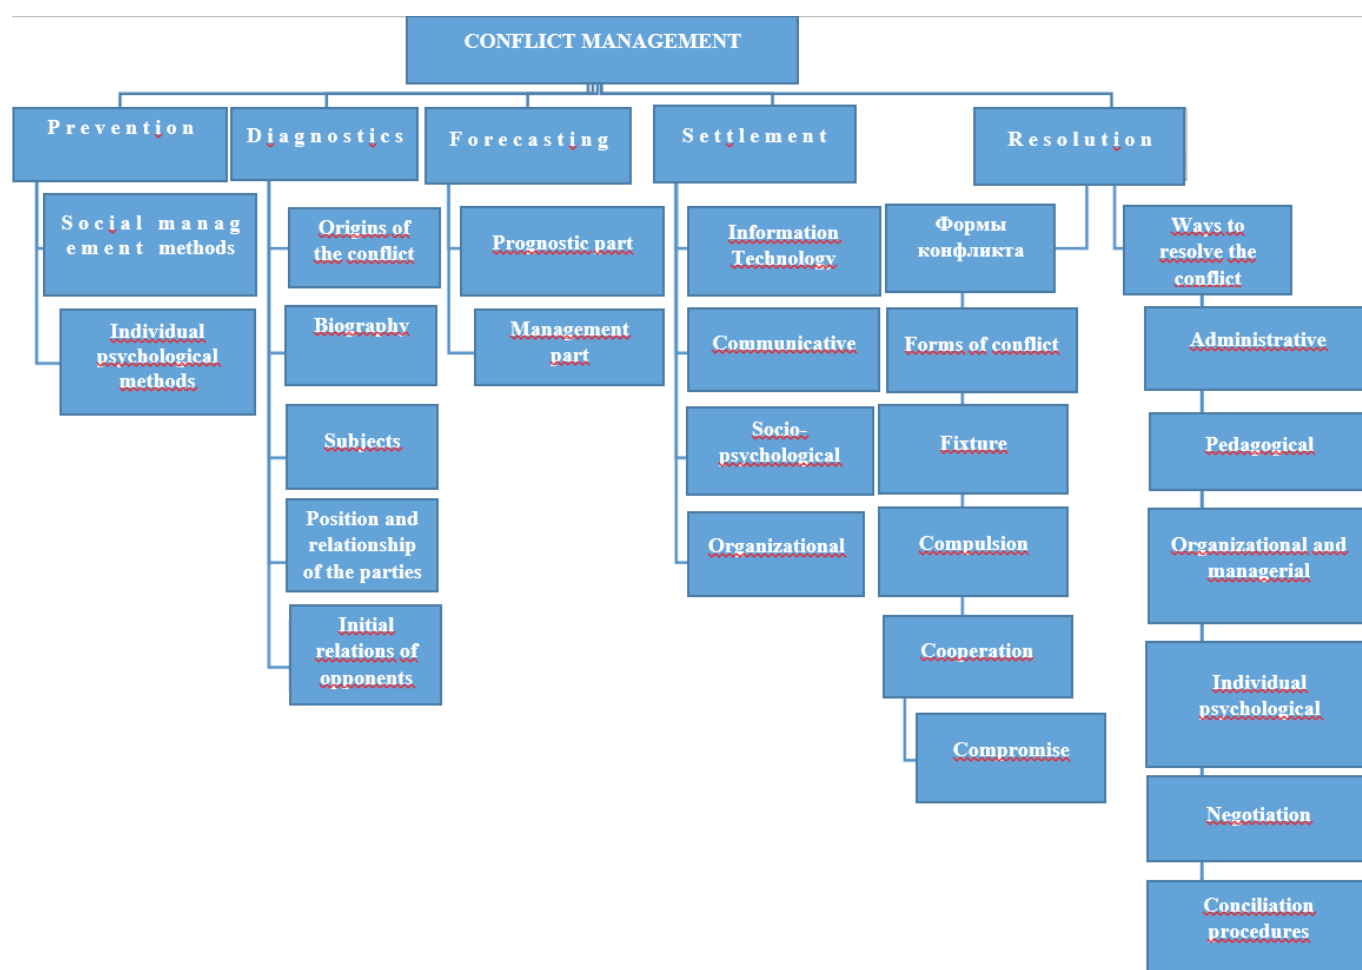 CONFLICT MANAGEMENT
Prevention
Diagnostics
Forecasting
Settlement
Resolution
Social manag
ement methods
Individual
psychological
methods
Origins of
the conflict
Biography
Subjects
Position and
relationship
of the parties
Initial
relations of
opponents
Prognostic part
Management
part
Information
Technology
Communicative
Socio-
psychological
Organizational
Формы
конфликта
Forms of conflict
Fixture
Compulsion
Cooperation
Compromise
Ways to
resolve the
conflict
Administrative
Pedagogical
Organizational and
managerial
Individual
psychological
Negotiation
Conciliation
procedures